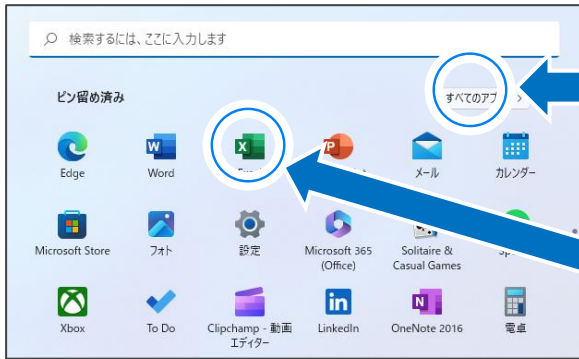 検索するには、ここに入力します
ピン留め済み
すべてのアプ
Edge
Word
メール
カレンダー
Microsoft Store
フォト
設定
Microsoft 365
(Office)
Solitaire &
Casual Games
Xbox
To Do
Clipchamp - 動画
エディター
LinkedIn
OneNote 2016
電卓